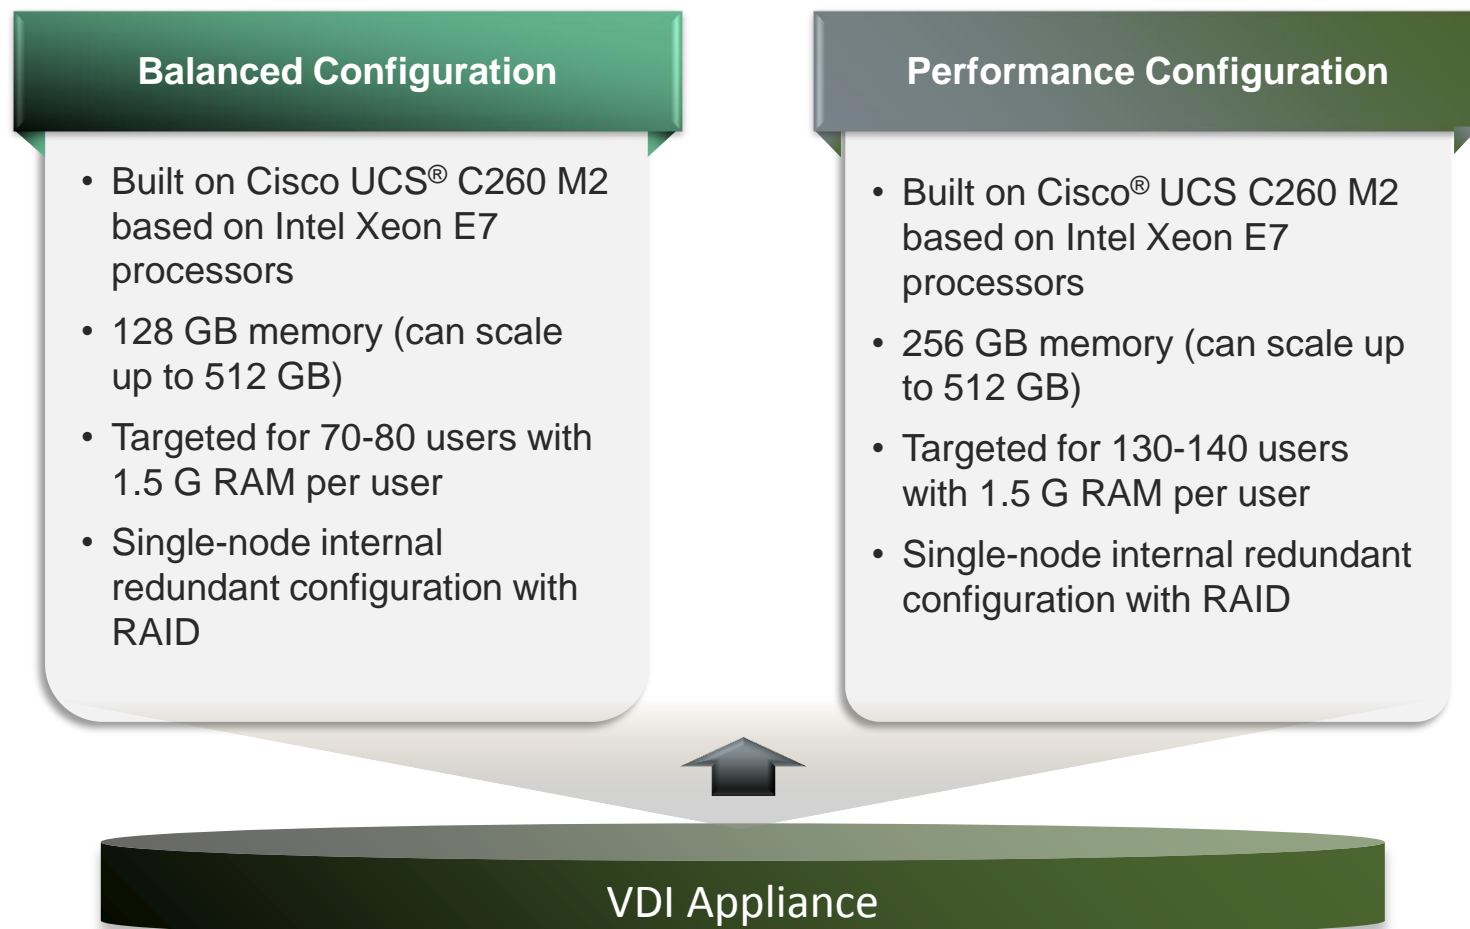 Balanced Configuration
• Built on Cisco UCS® C260 M2
based on Intel Xeon E7
processors
• 128 GB memory (can scale
up to 512 GB)
• Targeted for 70-80 users with
1.5 G RAM per user
• Single-node internal
redundant configuration with
RAID
Performance Configuration
• Built on Cisco® UCS C260 M2
based on Intel Xeon E7
processors
• 256 GB memory (can scale up
to 512 GB)
• Targeted for 130-140 users
with 1.5 G RAM per user
• Single-node internal redundant
configuration with RAID
VDI Appliance